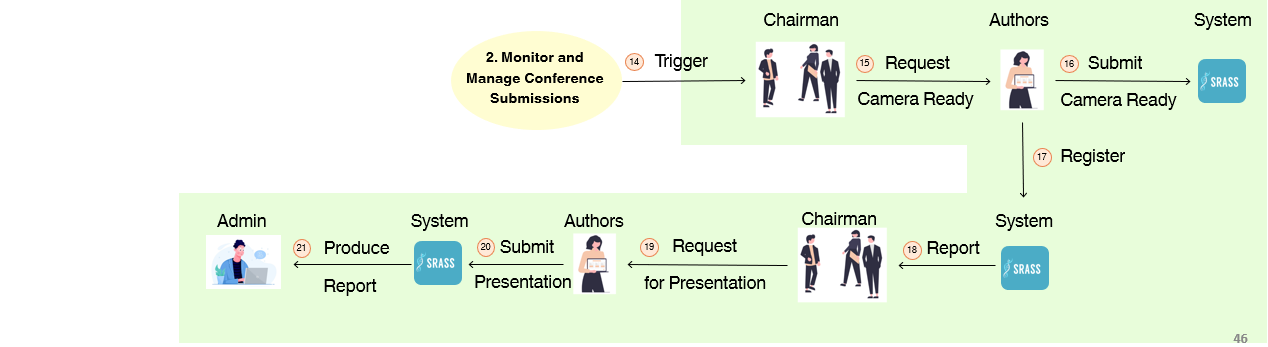 Chairman
Authors
System
2. Monitor and
Manage Conference
Submissions
14 Trigger
15 Request
Camera Ready
16 Submit
Camera Ready
SRASS
17 Register
Admin
System
Authors
Chairman
System
21 Produce
Report
SRASS
20 Submit
Presentation
19 Request
for Presentation
18 Report
SRASS
46